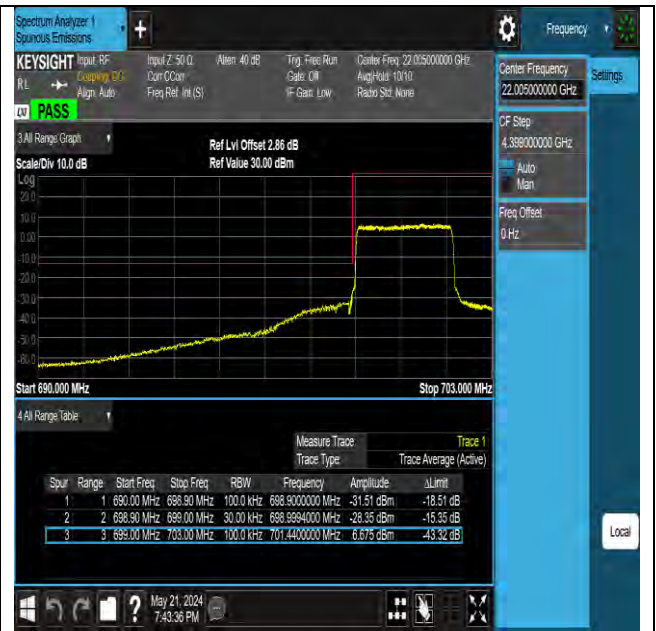 Spectrum Analyzer 1
Spurious Emissions
+
Frequency
KEYSIGHT Input: RF Input Z: 50 Ω Atten: 40 dB Trig: Free Run Center Freq: 22.005000000 GHz
RL Coupling: DC Corr CCorr Gate: Off Avg|Hold: 10/10
Align: Auto Freq Ref: Int (S) IF Gain: Low Radio Std: None
LXI PASS
Center Frequency
22.005000000 GHz
Settings
CF Step
4.399000000 GHz
Auto
Man
Freq Offset
0 Hz
3 All Range Graph
Ref Lvl Offset 2.86 dB
Scale/Div 10.0 dB Ref Value 30.00 dBm
Log
20.0
10.0
0.00
-10.0
-20.0
-30.0
-40.0
-50.0
-60.0
Start 690.000 MHz Stop 703.000 MHz
4 All Range Table
Measure Trace Trace 1
Trace Type Trace Average (Active)
Spur Range Start Freq Stop Freq RBW Frequency Amplitude ΔLimit
1 1 690.00 MHz 698.90 MHz 100.0 kHz 698.9000000 MHz -31.51 dBm -18.51 dB
2 2 698.90 MHz 699.00 MHz 30.00 kHz 698.9994000 MHz -28.35 dBm -15.35 dB
3 3 699.00 MHz 703.00 MHz 100.0 kHz 701.4400000 MHz 6.675 dBm -43.32 dB
Local
? May 21, 2024
7:43:36 PM